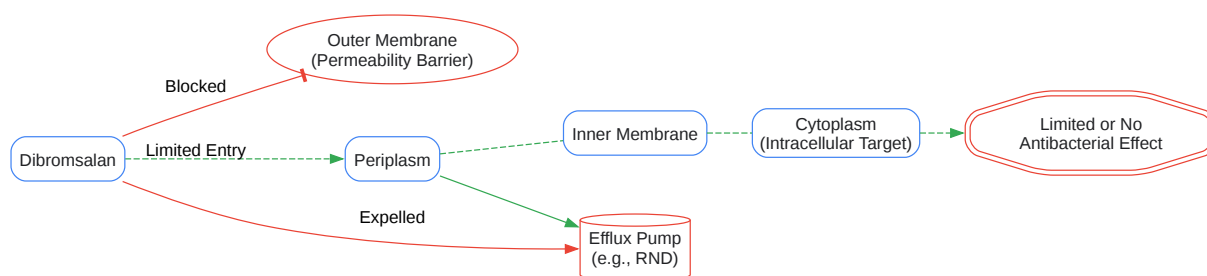 Outer Membrane
(Permeability Barrier)
Blocked
Dibromsalan
Limited Entry
Periplasm
Inner Membrane
Cytoplasm
(Intracellular Target)
Limited or No
Antibacterial Effect
Expelled
Efflux Pump
(e.g., RND)